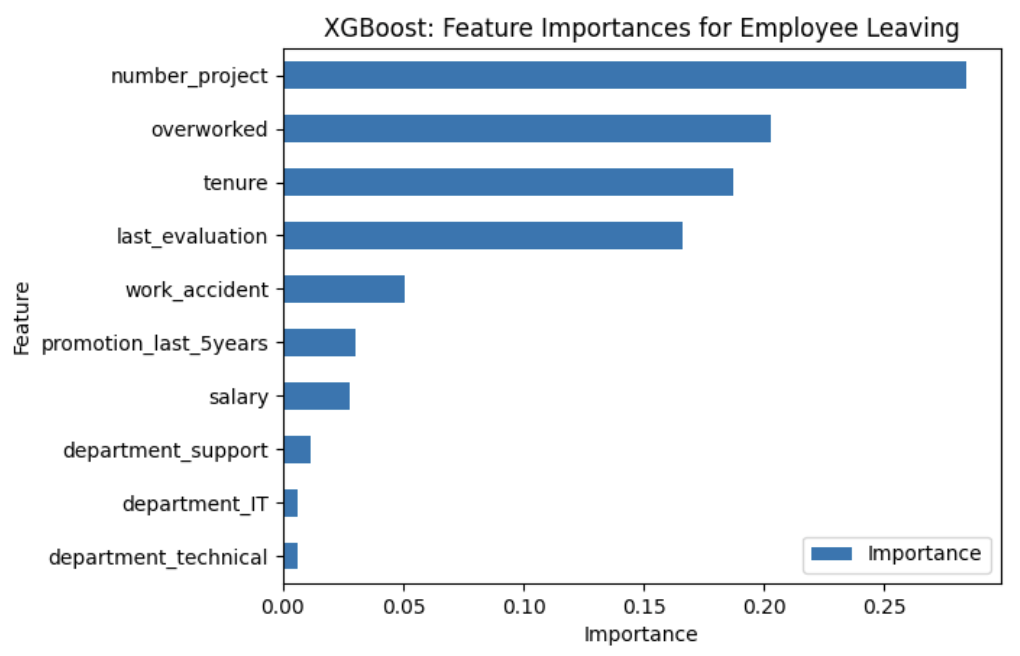 XGBoost: Feature Importances for Employee Leaving
number_project
overworked
tenure
last_evaluation
work_accident
promotion_last_5years
salary
department_support
department_IT
department_technical
Feature
Importance
0.00 0.05 0.10 0.15 0.20 0.25
Importance